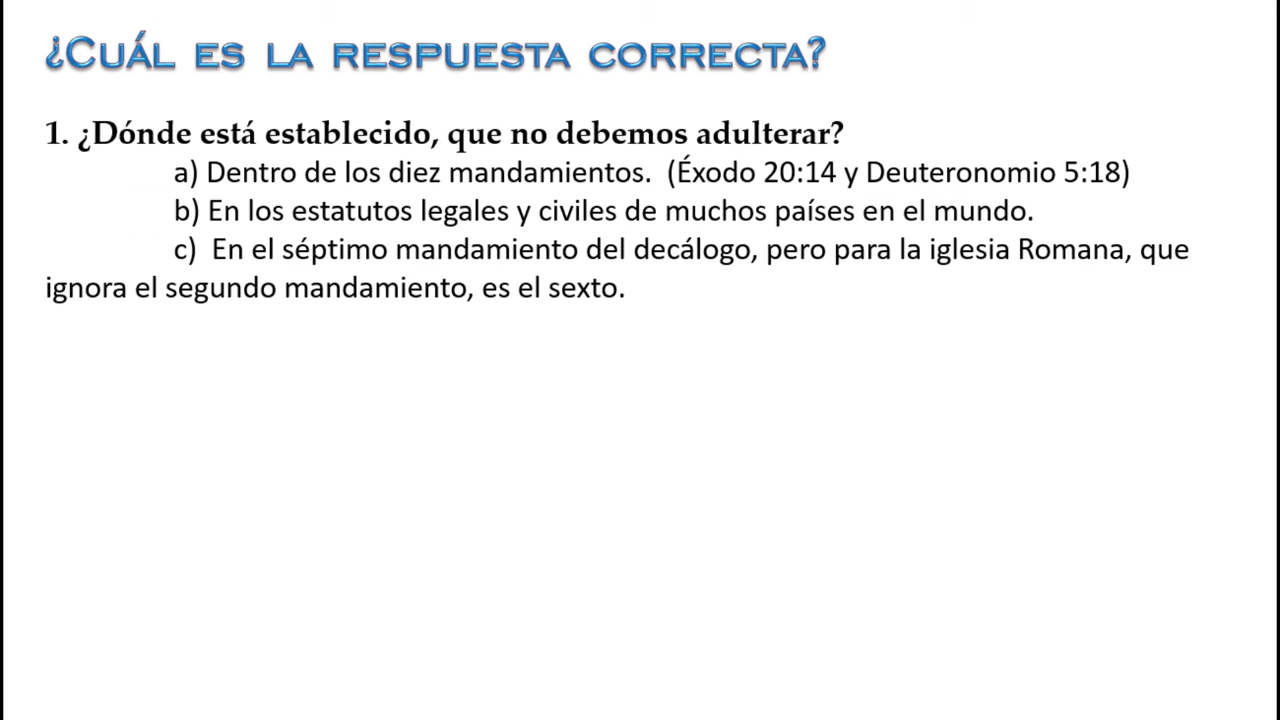 ¿Cuál es la respuesta correcta?
1. ¿Dónde está establecido, que no debemos adulterar?
a) Dentro de los diez mandamientos. (Éxodo 20:14 y Deuteronomio 5:18)
b) En los estatutos legales y civiles de muchos países en el mundo.
c) En el séptimo mandamiento del decálogo, pero para la iglesia Romana, que
ignora el segundo mandamiento, es el sexto.